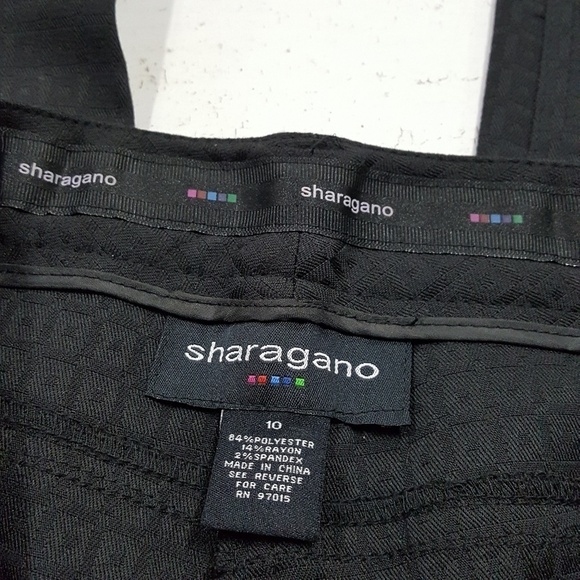 sharagano
sharagano
sharagano
10
84%POLYESTER
14%RAYON
2%SPANDEX
MADE IN CHINA
SEE REVERSE
FOR CARE
RN 97015